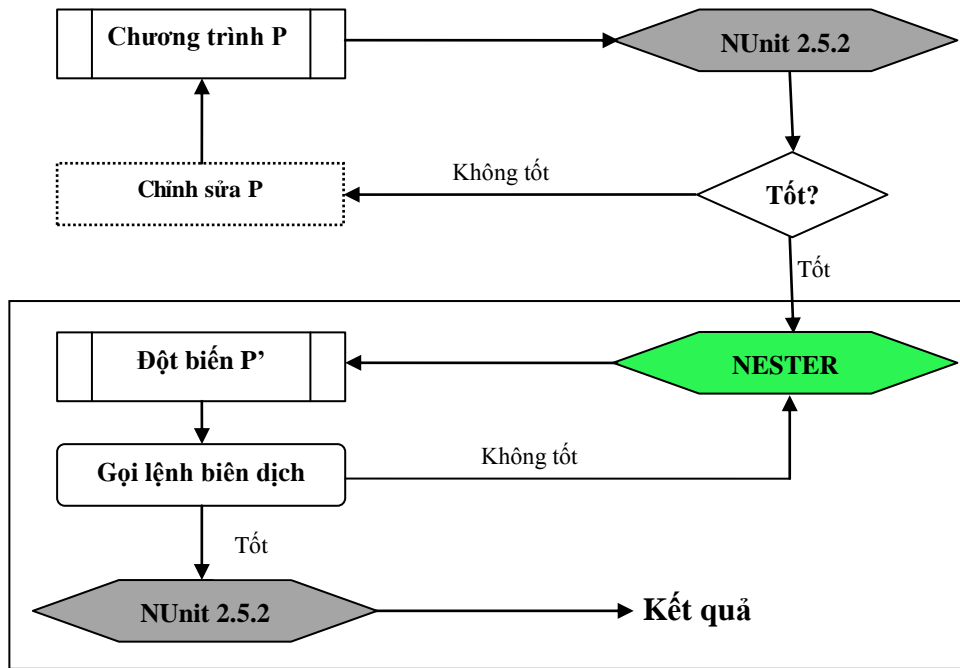 Chương trình P
NUnit 2.5.2
Không tốt
Chỉnh sửa P
Tốt?
Tốt
Đột biến P’
NESTER
Gọi lệnh biên dịch
Không tốt
Tốt
NUnit 2.5.2
Kết quả